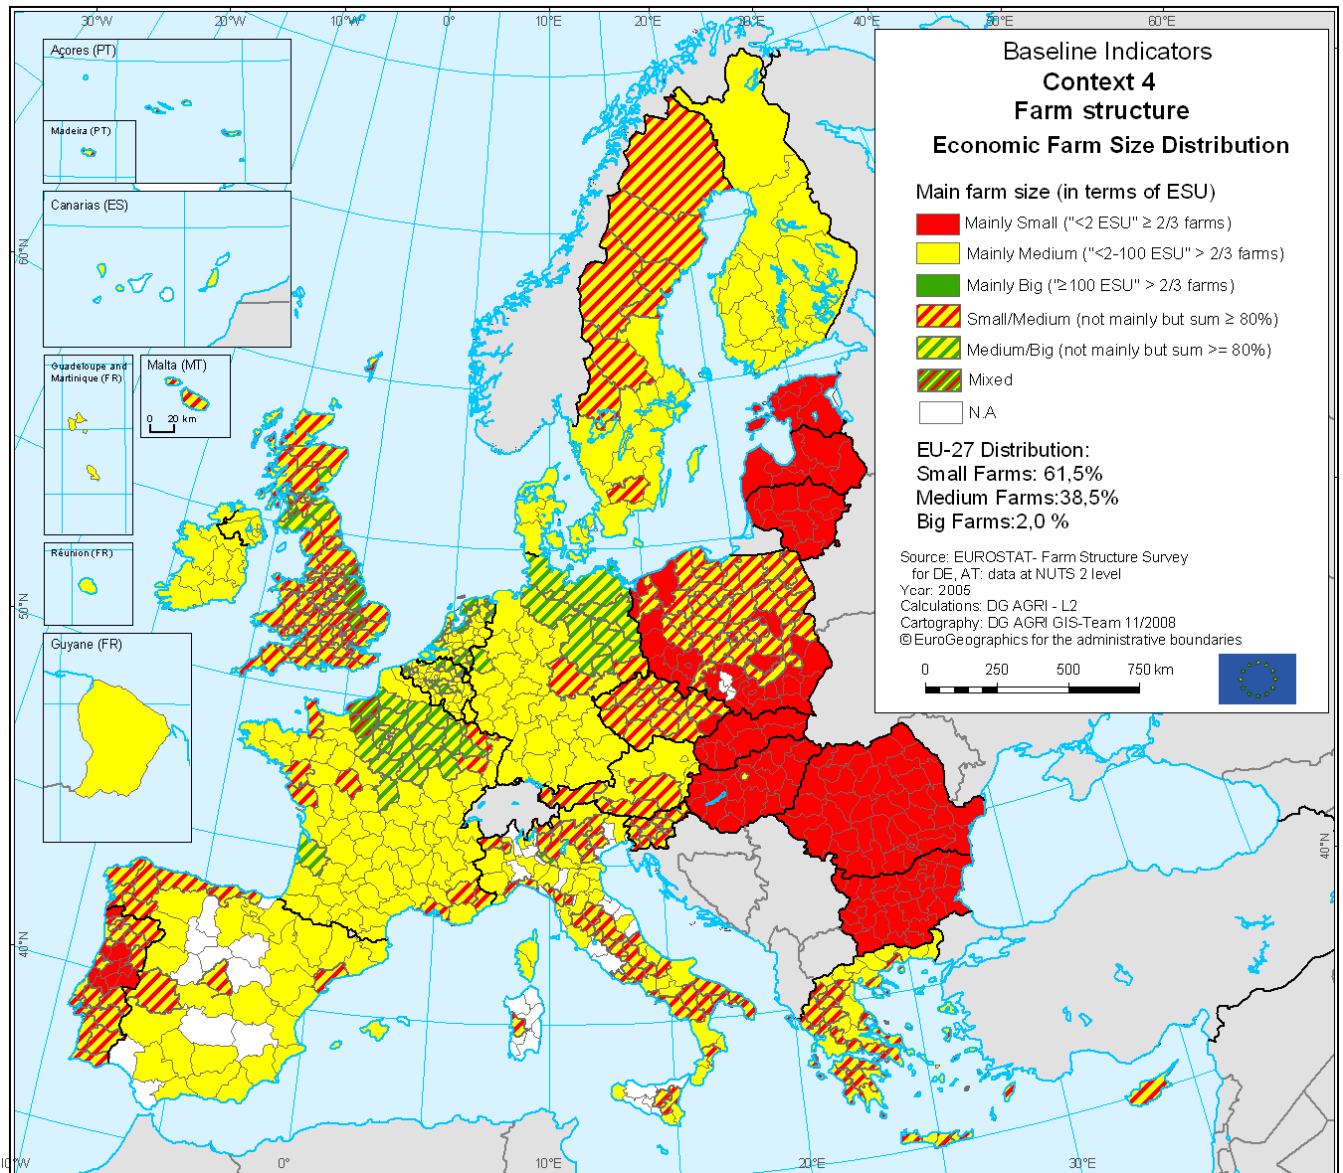 30°W
20°W
10°W
0°
10°E
20°E
30°E
40°E
50°E
60°E
Açores (PT)
Madeira (PT)
Canarias (ES)
Guadeloupe and
Martinique (FR)
Malta (MT)
0 20 km
Réunion (FR)
Guyane (FR)
60°N
50°N
40°N
Baseline Indicators
Context 4
Farm structure
Economic Farm Size Distribution
Main farm size (in terms of ESU)
Mainly Small ("<2 ESU" ≥ 2/3 farms)
Mainly Medium ("<2-100 ESU" > 2/3 farms)
Mainly Big ("≥100 ESU" > 2/3 farms)
Small/Medium (not mainly but sum ≥ 80%)
Medium/Big (not mainly but sum >= 80%)
Mixed
N.A
EU-27 Distribution:
Small Farms: 61,5%
Medium Farms:38,5%
Big Farms:2,0 %
Source: EUROSTAT- Farm Structure Survey
for DE, AT: data at NUTS 2 level
Year: 2005
Calculations: DG AGRI - L2
Cartography: DG AGRI GIS-Team 11/2008
© EuroGeographics for the administrative boundaries
0 250 500 750 km
40°N
10°W
0°
10°E
20°E
30°E